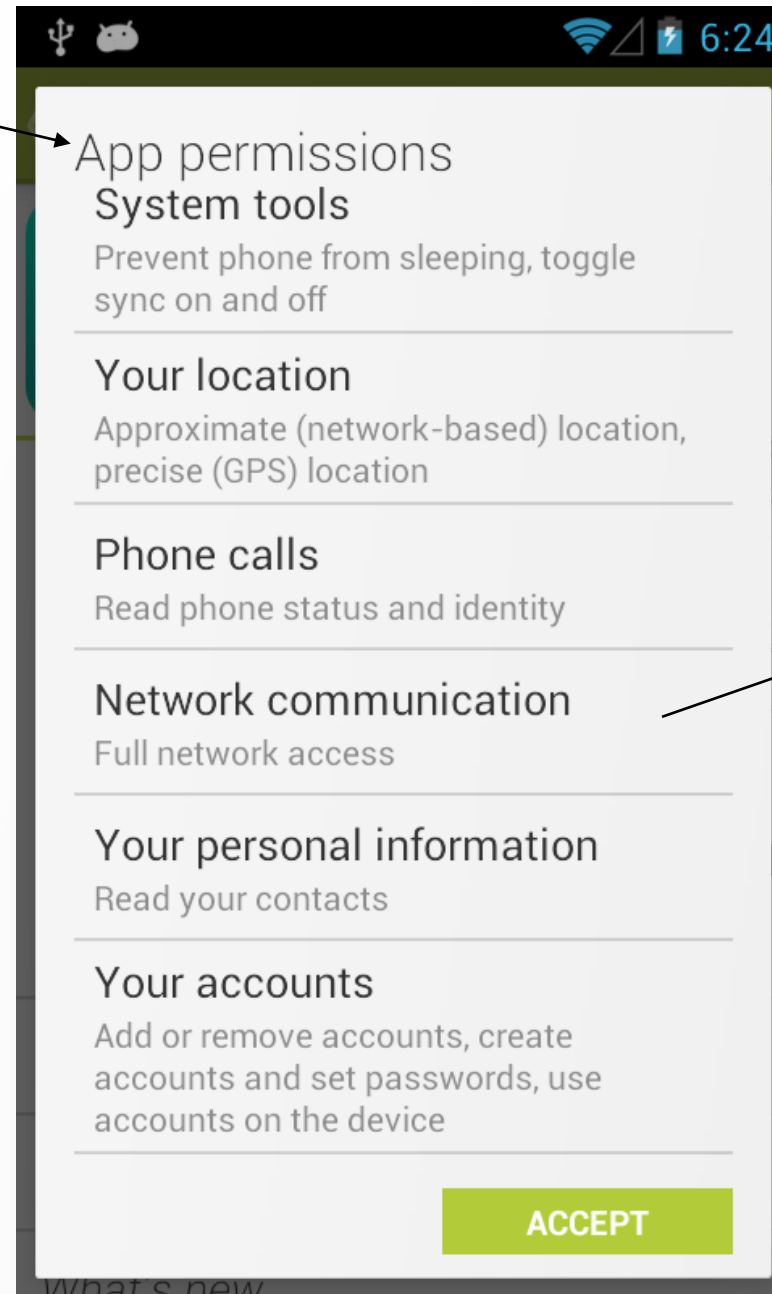 6:24
App permissions
System tools
Prevent phone from sleeping, toggle
sync on and off
Your location
Approximate (network-based) location,
precise (GPS) location
Phone calls
Read phone status and identity
Network communication
Full network access
Your personal information
Read your contacts
Your accounts
Add or remove accounts, create
accounts and set passwords, use
accounts on the device
ACCEPT
What's new